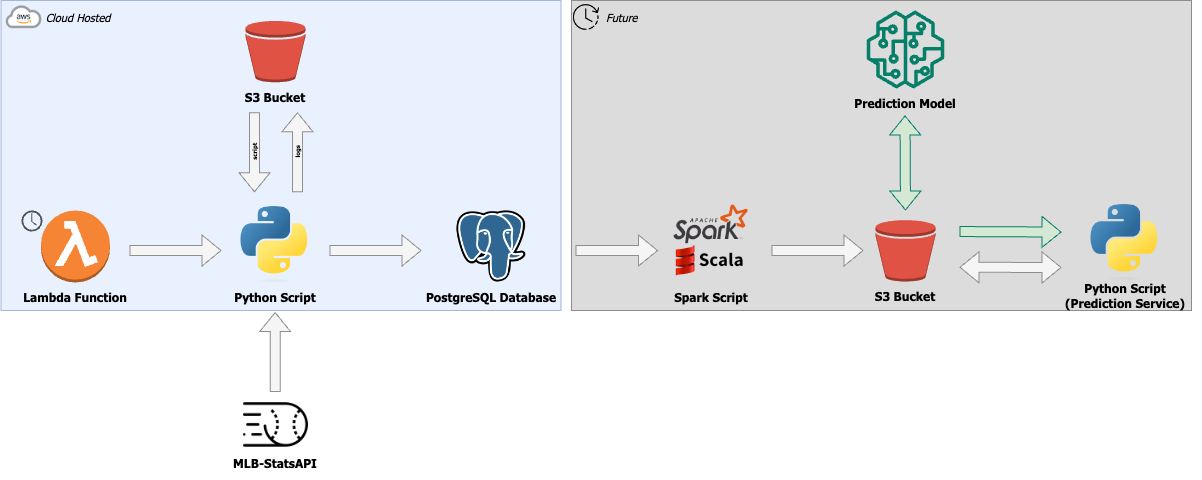 aws
Cloud Hosted
S3 Bucket
script
logs
Lambda Function
Python Script
PostgreSQL Database
MLB-StatsAPI
Future
Prediction Model
APACHE
Spark
Scala
Spark Script
S3 Bucket
Python Script
(Prediction Service)